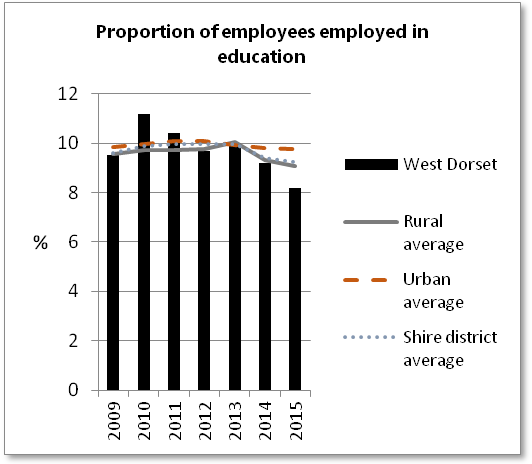 Proportion of employees employed in
education
12
10
8
6
4
2
0
%
2009
2010
2011
2012
2013
2014
2015
West Dorset
Rural
average
Urban
average
Shire district
average